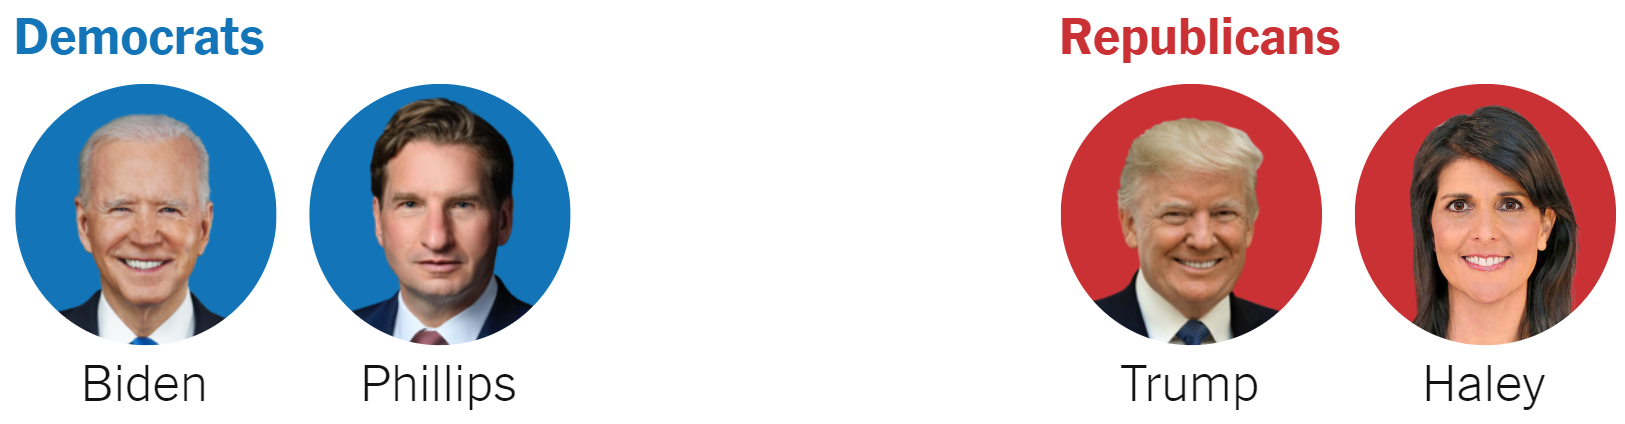 Democrats
Republicans
Biden
Phillips
Trump
Haley